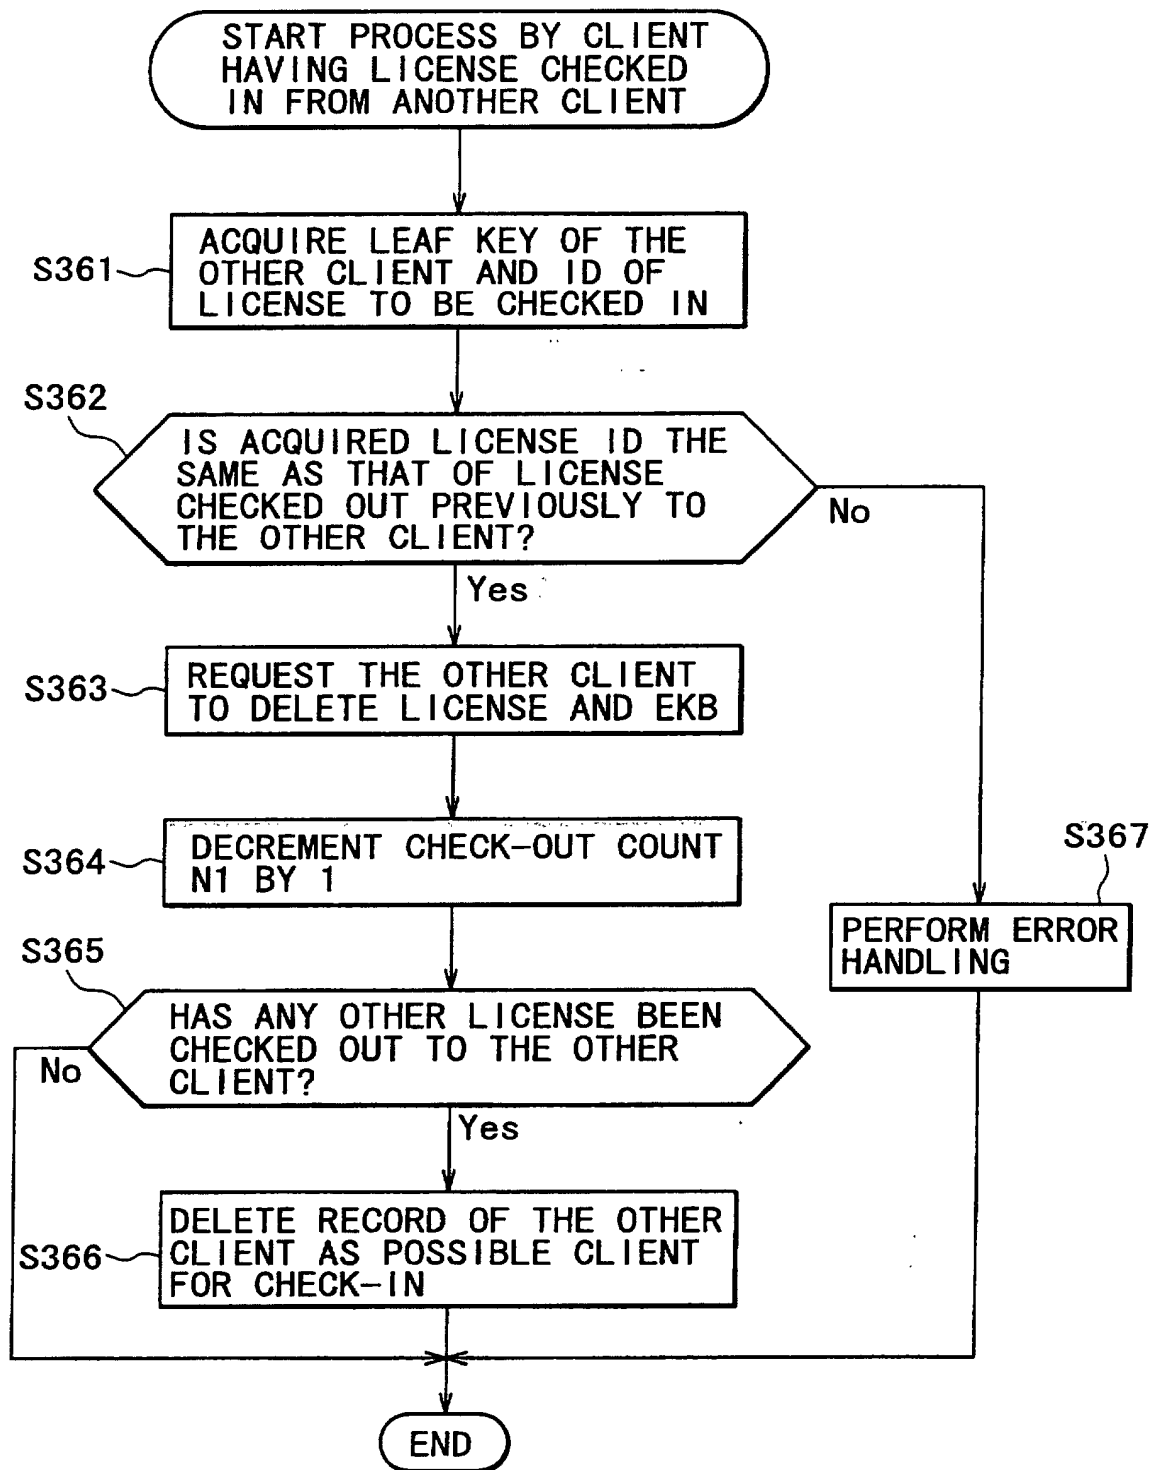 START PROCESS BY CLIENT
HAVING LICENSE CHECKED
IN FROM ANOTHER CLIENT
S361
ACQUIRE LEAF KEY OF THE
OTHER CLIENT AND ID OF
LICENSE TO BE CHECKED IN
S362
IS ACQUIRED LICENSE ID THE
SAME AS THAT OF LICENSE
CHECKED OUT PREVIOUSLY TO
THE OTHER CLIENT?
No
Yes
S363
REQUEST THE OTHER CLIENT
TO DELETE LICENSE AND EKB
S364
DECREMENT CHECK-OUT COUNT
N1 BY 1
S367
PERFORM ERROR
HANDLING
S365
HAS ANY OTHER LICENSE BEEN
CHECKED OUT TO THE OTHER
CLIENT?
No
Yes
S366
DELETE RECORD OF THE OTHER
CLIENT AS POSSIBLE CLIENT
FOR CHECK-IN
END